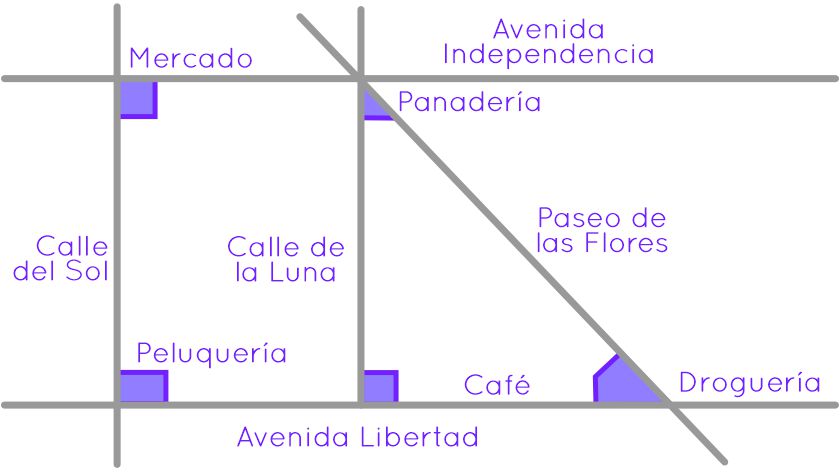 Avenida
Independencia
Mercado
Panadería
Paseo de
las Flores
Calle
del Sol
Calle de
la Luna
Peluquería
Café
Droguería
Avenida Libertad